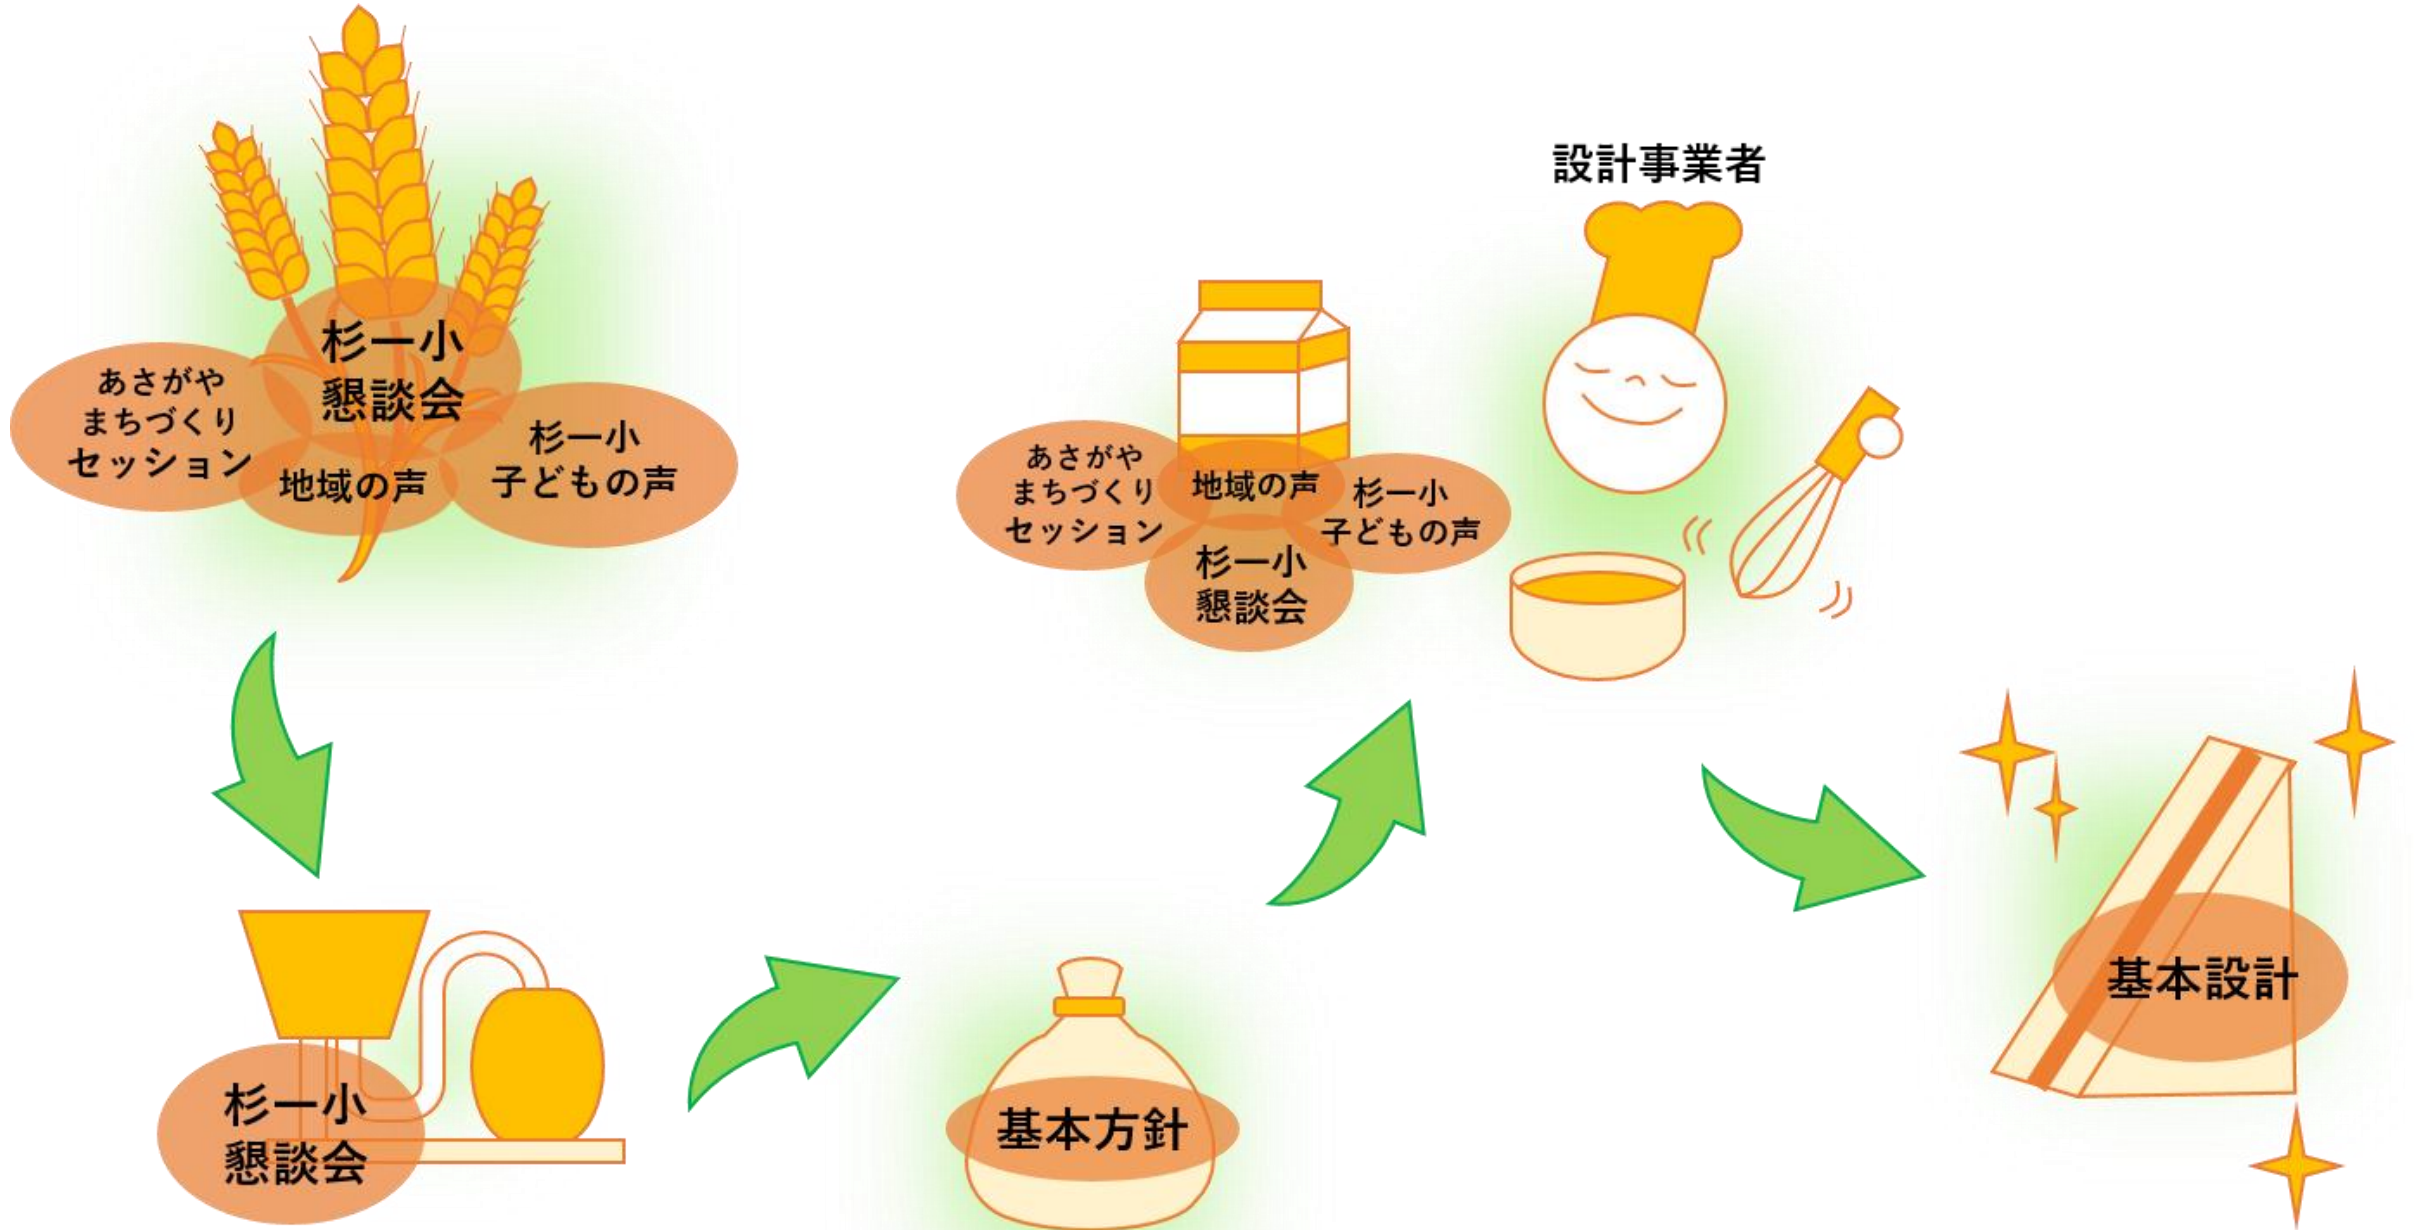 杉一小
懇談会
あさがや
まちづくり
セッション
地域の声
杉一小
子どもの声
杉一小
懇談会
基本方針
設計事業者
あさがや
まちづくり
セッション
地域の声
杉一小
子どもの声
杉一小
懇談会
基本設計